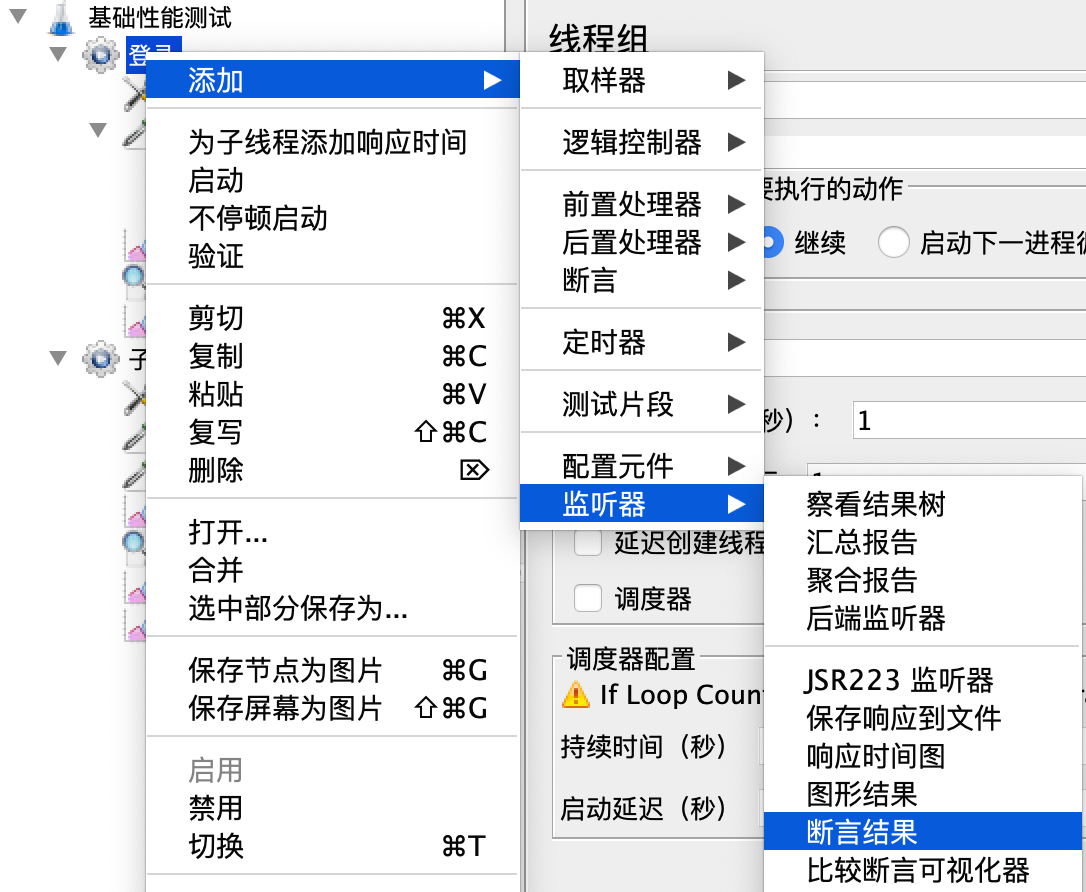 基础性能测试
登录
添加
为子线程添加响应时间
启动
不停顿启动
验证
剪切 ⌘X
复制 ⌘C
粘贴 ⌘V
复写 ⇧⌘C
删除 ⌦
打开...
合并
选中部分保存为...
保存节点为图片 ⌘G
保存屏幕为图片 ⇧⌘G
启用
禁用
切换 ⌘T
子
线程组
取样器
逻辑控制器
前置处理器
后置处理器
断言
定时器
测试片段
配置元件
监听器
要执行的动作
继续
启动下一进程循
秒）： 1
延迟创建线程
调度器
调度器配置
If Loop Coun
持续时间（秒）
启动延迟（秒）
察看结果树
汇总报告
聚合报告
后端监听器
JSR223 监听器
保存响应到文件
响应时间图
图形结果
断言结果
比较断言可视化器